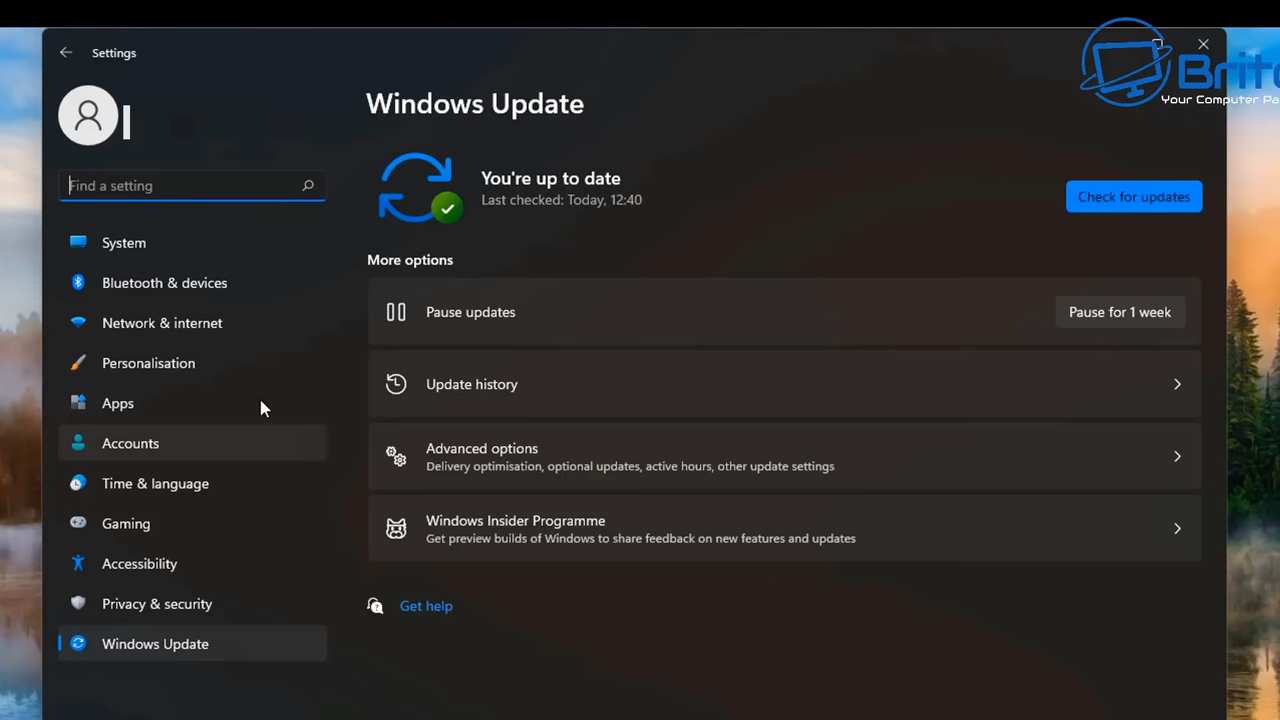 Settings
Find a setting
System
Bluetooth & devices
Network & internet
Personalisation
Apps
Accounts
Time & language
Gaming
Accessibility
Privacy & security
Windows Update
Windows Update
You're up to date
Last checked: Today, 12:40
Check for updates
More options
Pause updates
Pause for 1 week
Update history
Advanced options
Delivery optimisation, optional updates, active hours, other update settings
Windows Insider Programme
Get preview builds of Windows to share feedback on new features and updates
Get help
Your Computer